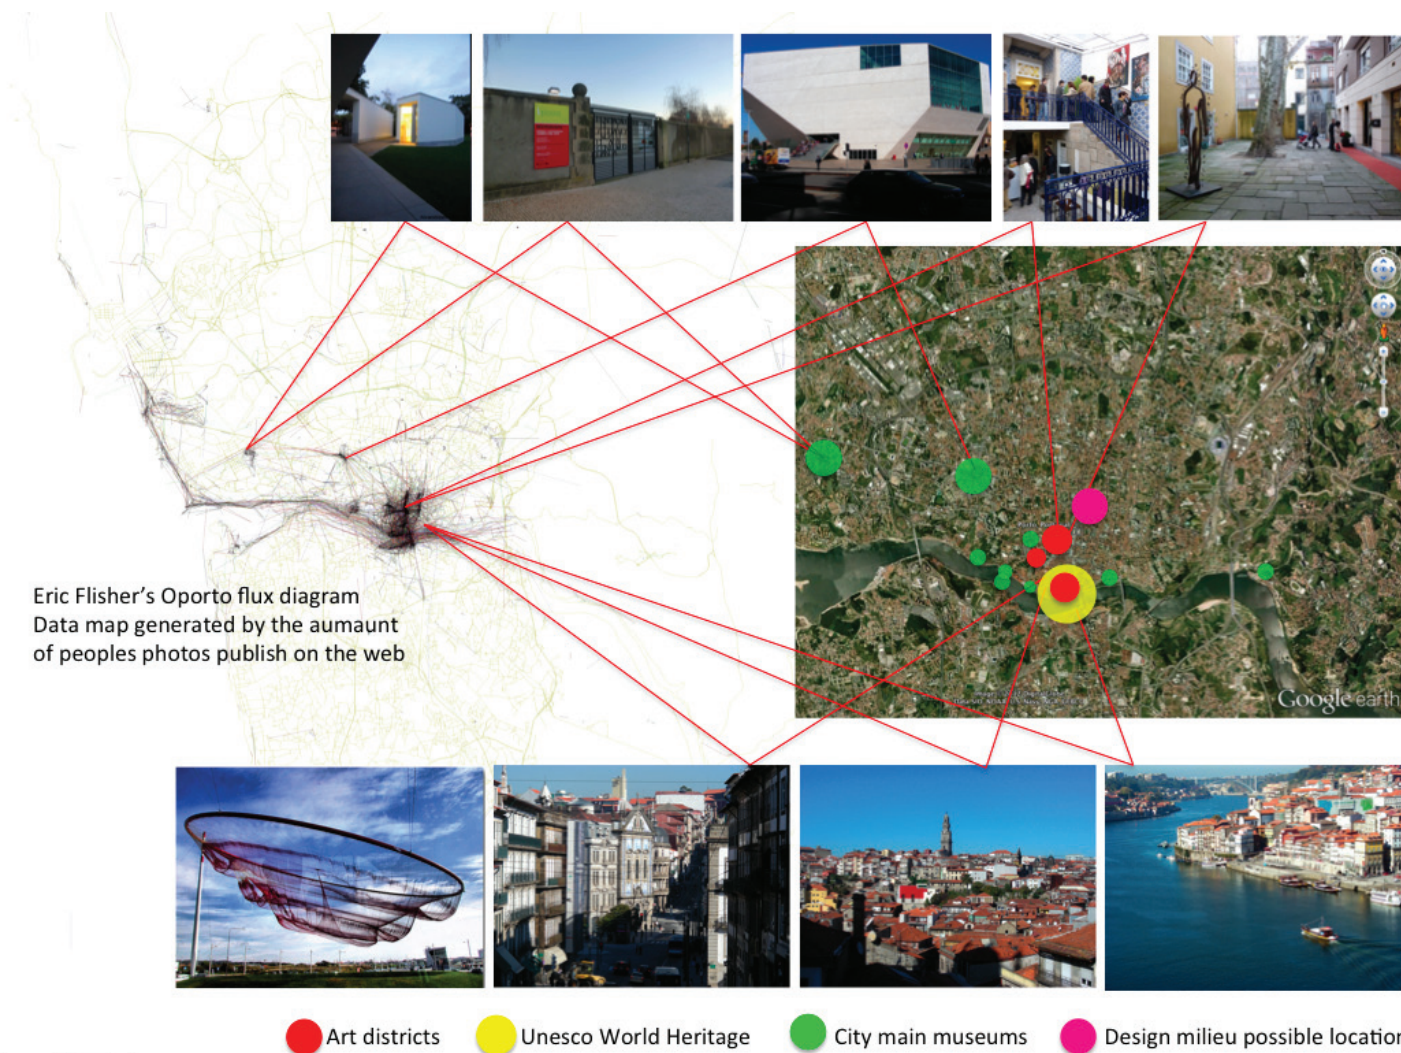 Eric Flisher's Oporto flux diagram
Data map generated by the aumaunt
of peoples photos publish on the web
Google earth
Art districts
Unesco World Heritage
City main museums
Design milieu possible location